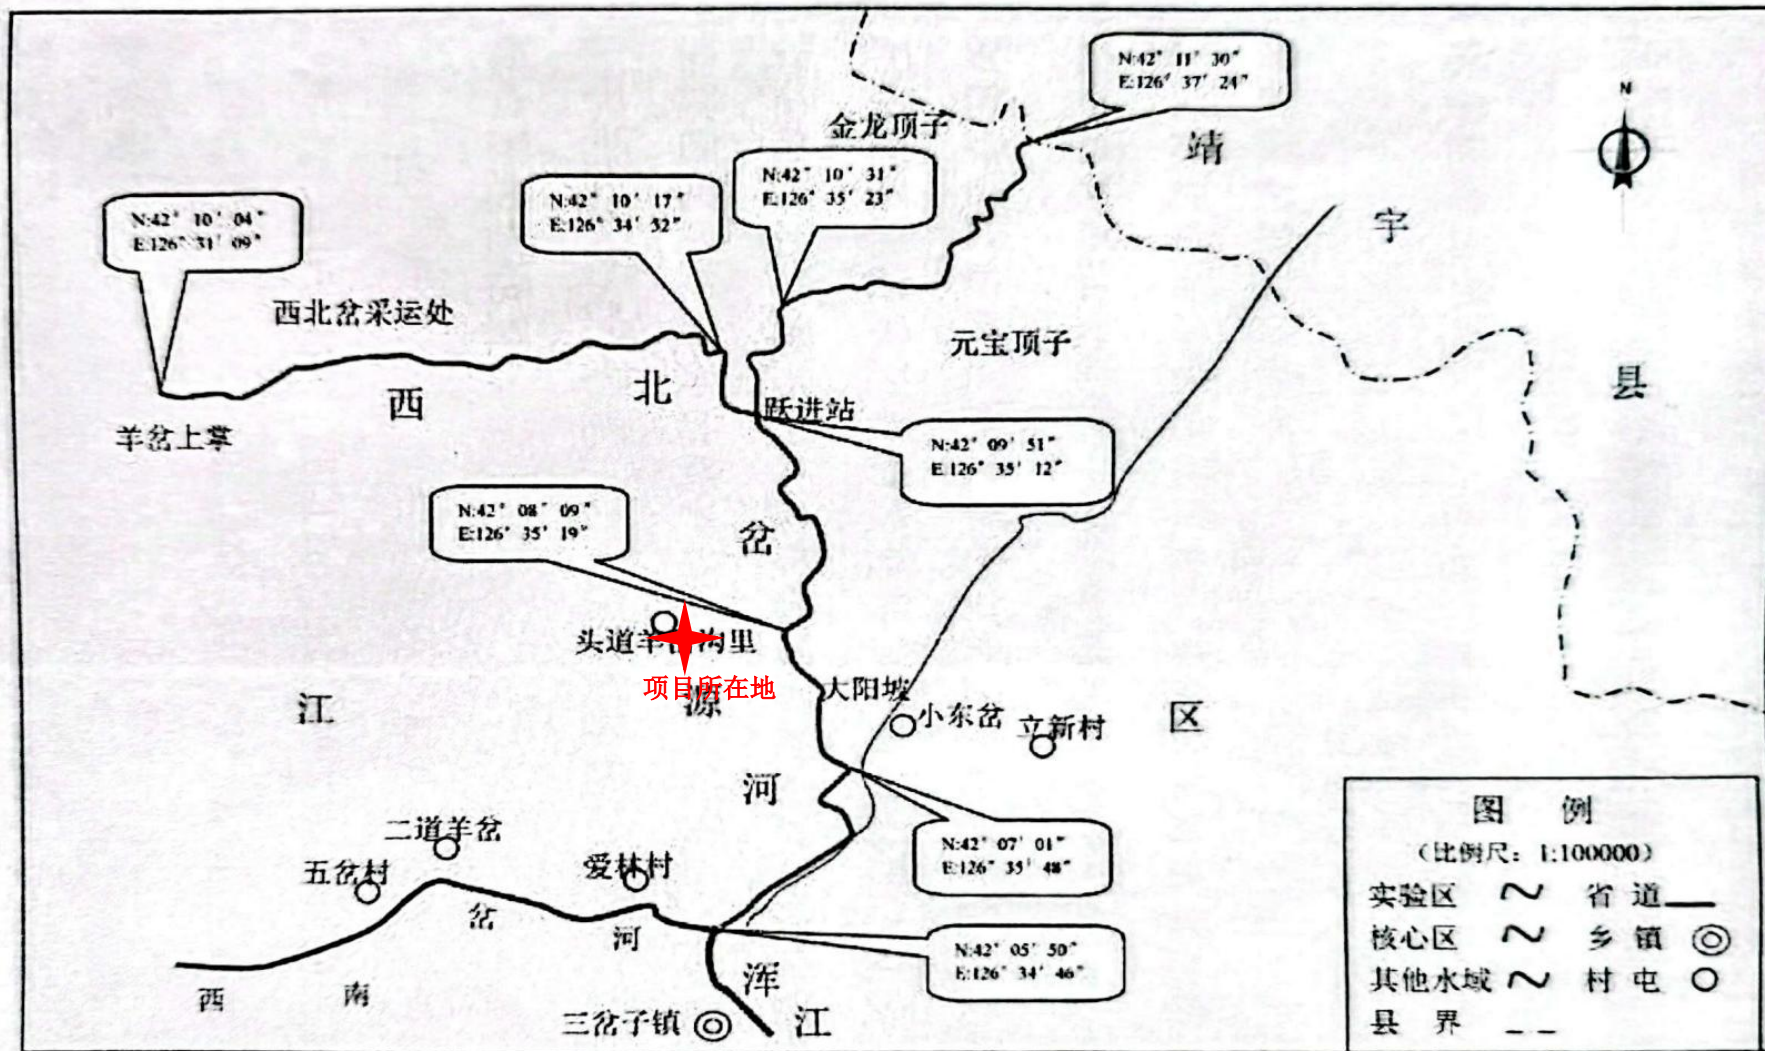 N:42° 11′ 30″
E:126° 37′ 24″
N
金龙顶子
靖
N:42° 10′ 31″
E:126° 35′ 23″
N:42° 10′ 17″
E:126° 34′ 52″
N:42° 10′ 04″
E:126° 31′ 09″
宇
西北岔采运处
元宝顶子
县
西
北
跃进站
羊岔上掌
N:42° 09′ 51″
E:126° 35′ 12″
N:42° 08′ 09″
E:126° 35′ 19″
岔
头道羊
沟里
项目所在地
大阳坡
江
源
区
小东岔
立新村
河
二道羊岔
五岔村
爱林村
N:42° 07′ 01″
E:126° 35′ 48″
岔
河
N:42° 05′ 50″
E:126° 34′ 46″
西
南
浑
江
三岔子镇
图 例
（比例尺：1:100000）
实验区 省 道
核心区 乡 镇
其他水域 村 屯
县 界